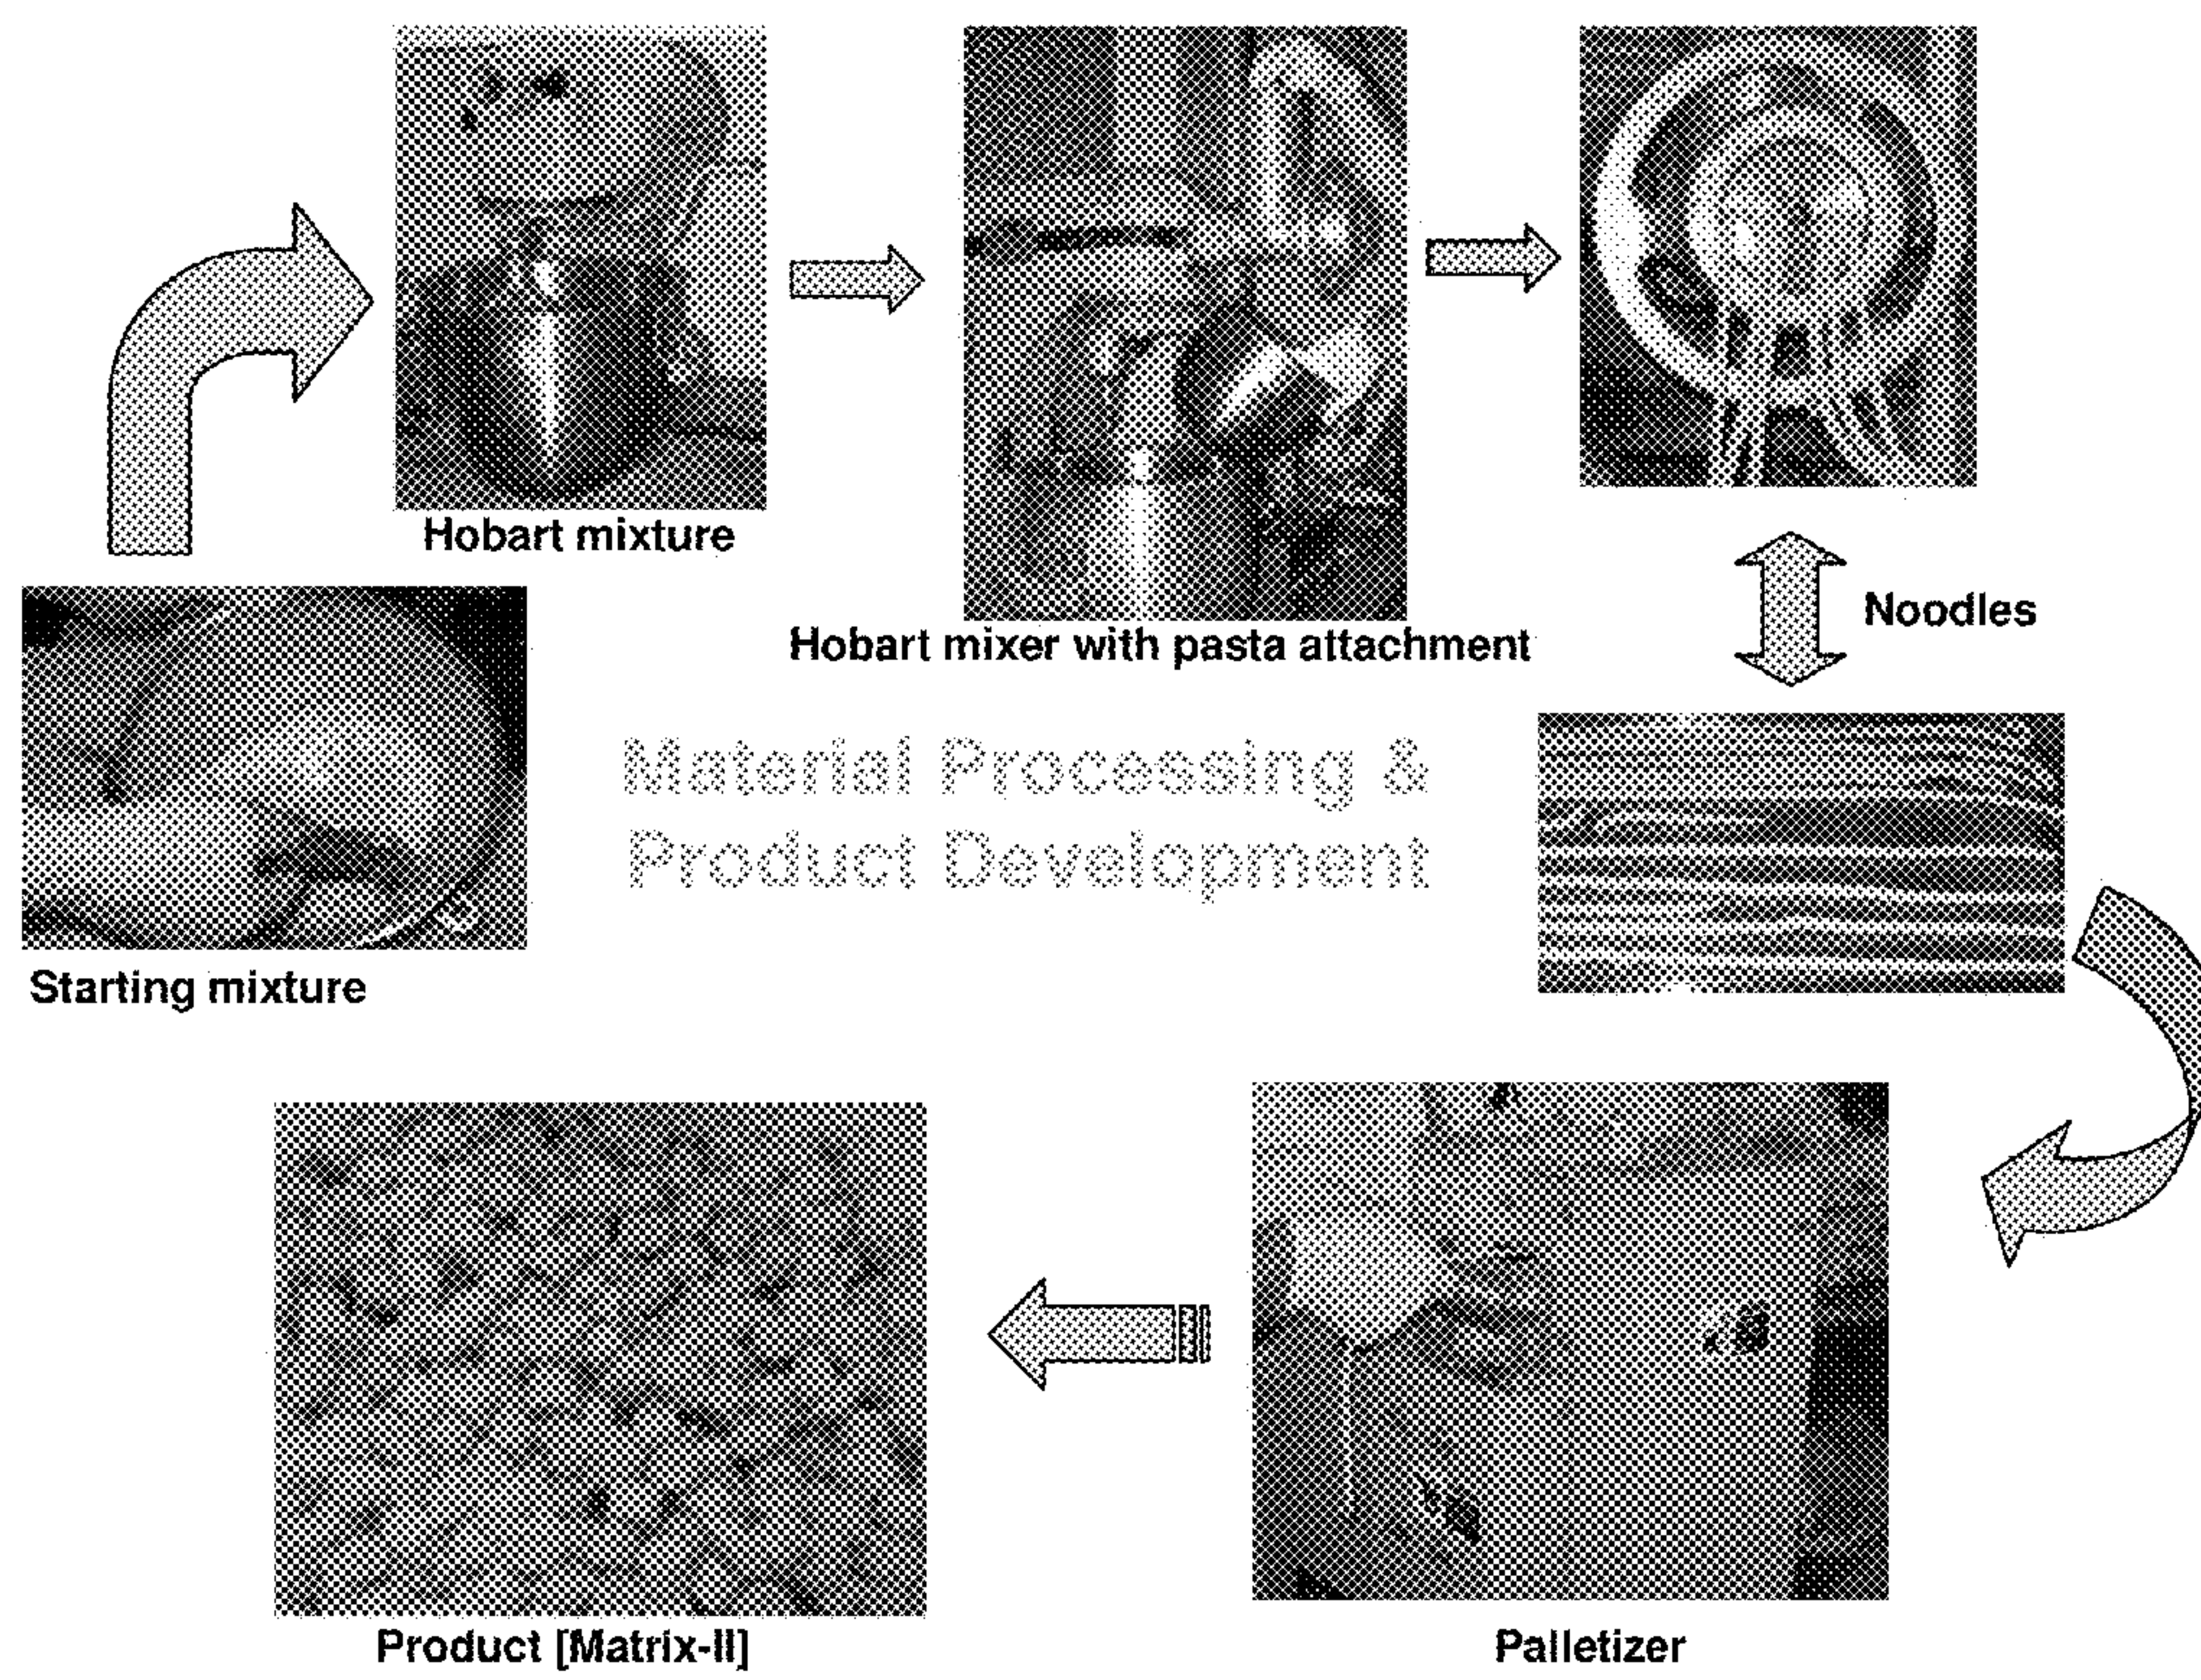 Hobart mixture
Hobart mixer with pasta attachment
Noodles
Starting mixture
Material Processing &
Product Development
Product [Matrix-II]
Palletizer